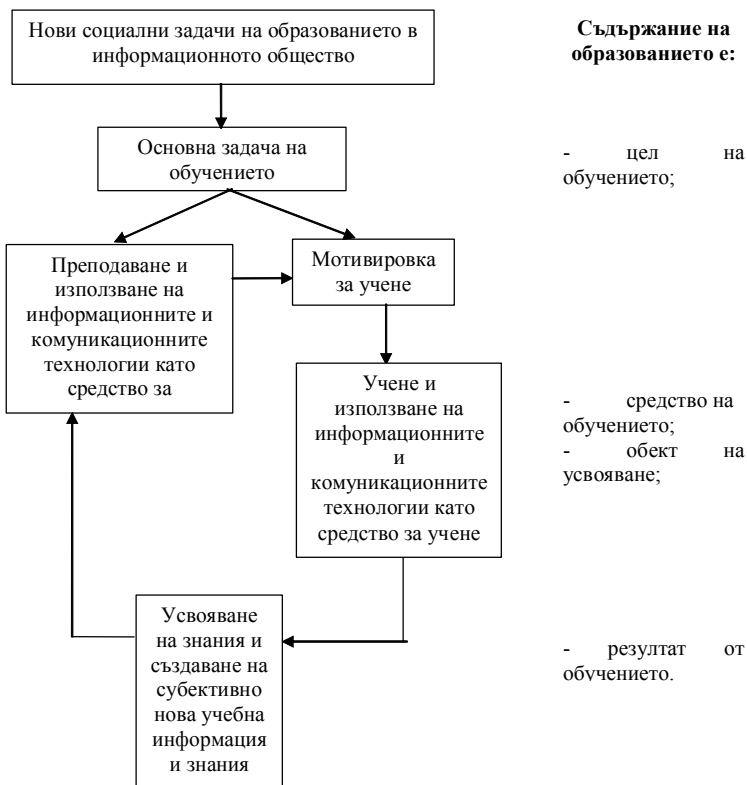 Нови социални задачи на образованието в
информационното общество
Съдържание на
образованието е:
Основна задача на
обучението
- цел на
обучението;
Преподаване и
използване на
информационните и
комуникационните
технологии като
средство за
Мотивировка
за учене
Учене и
използване на
информационните
и
комуникационните
технологии като
средство за учене
- средство на
обучението;
- обект на
усвояване;
Усвояване
на знания и
създаване на
субективно
нова учебна
информация
и знания
- резултат от
обучението.